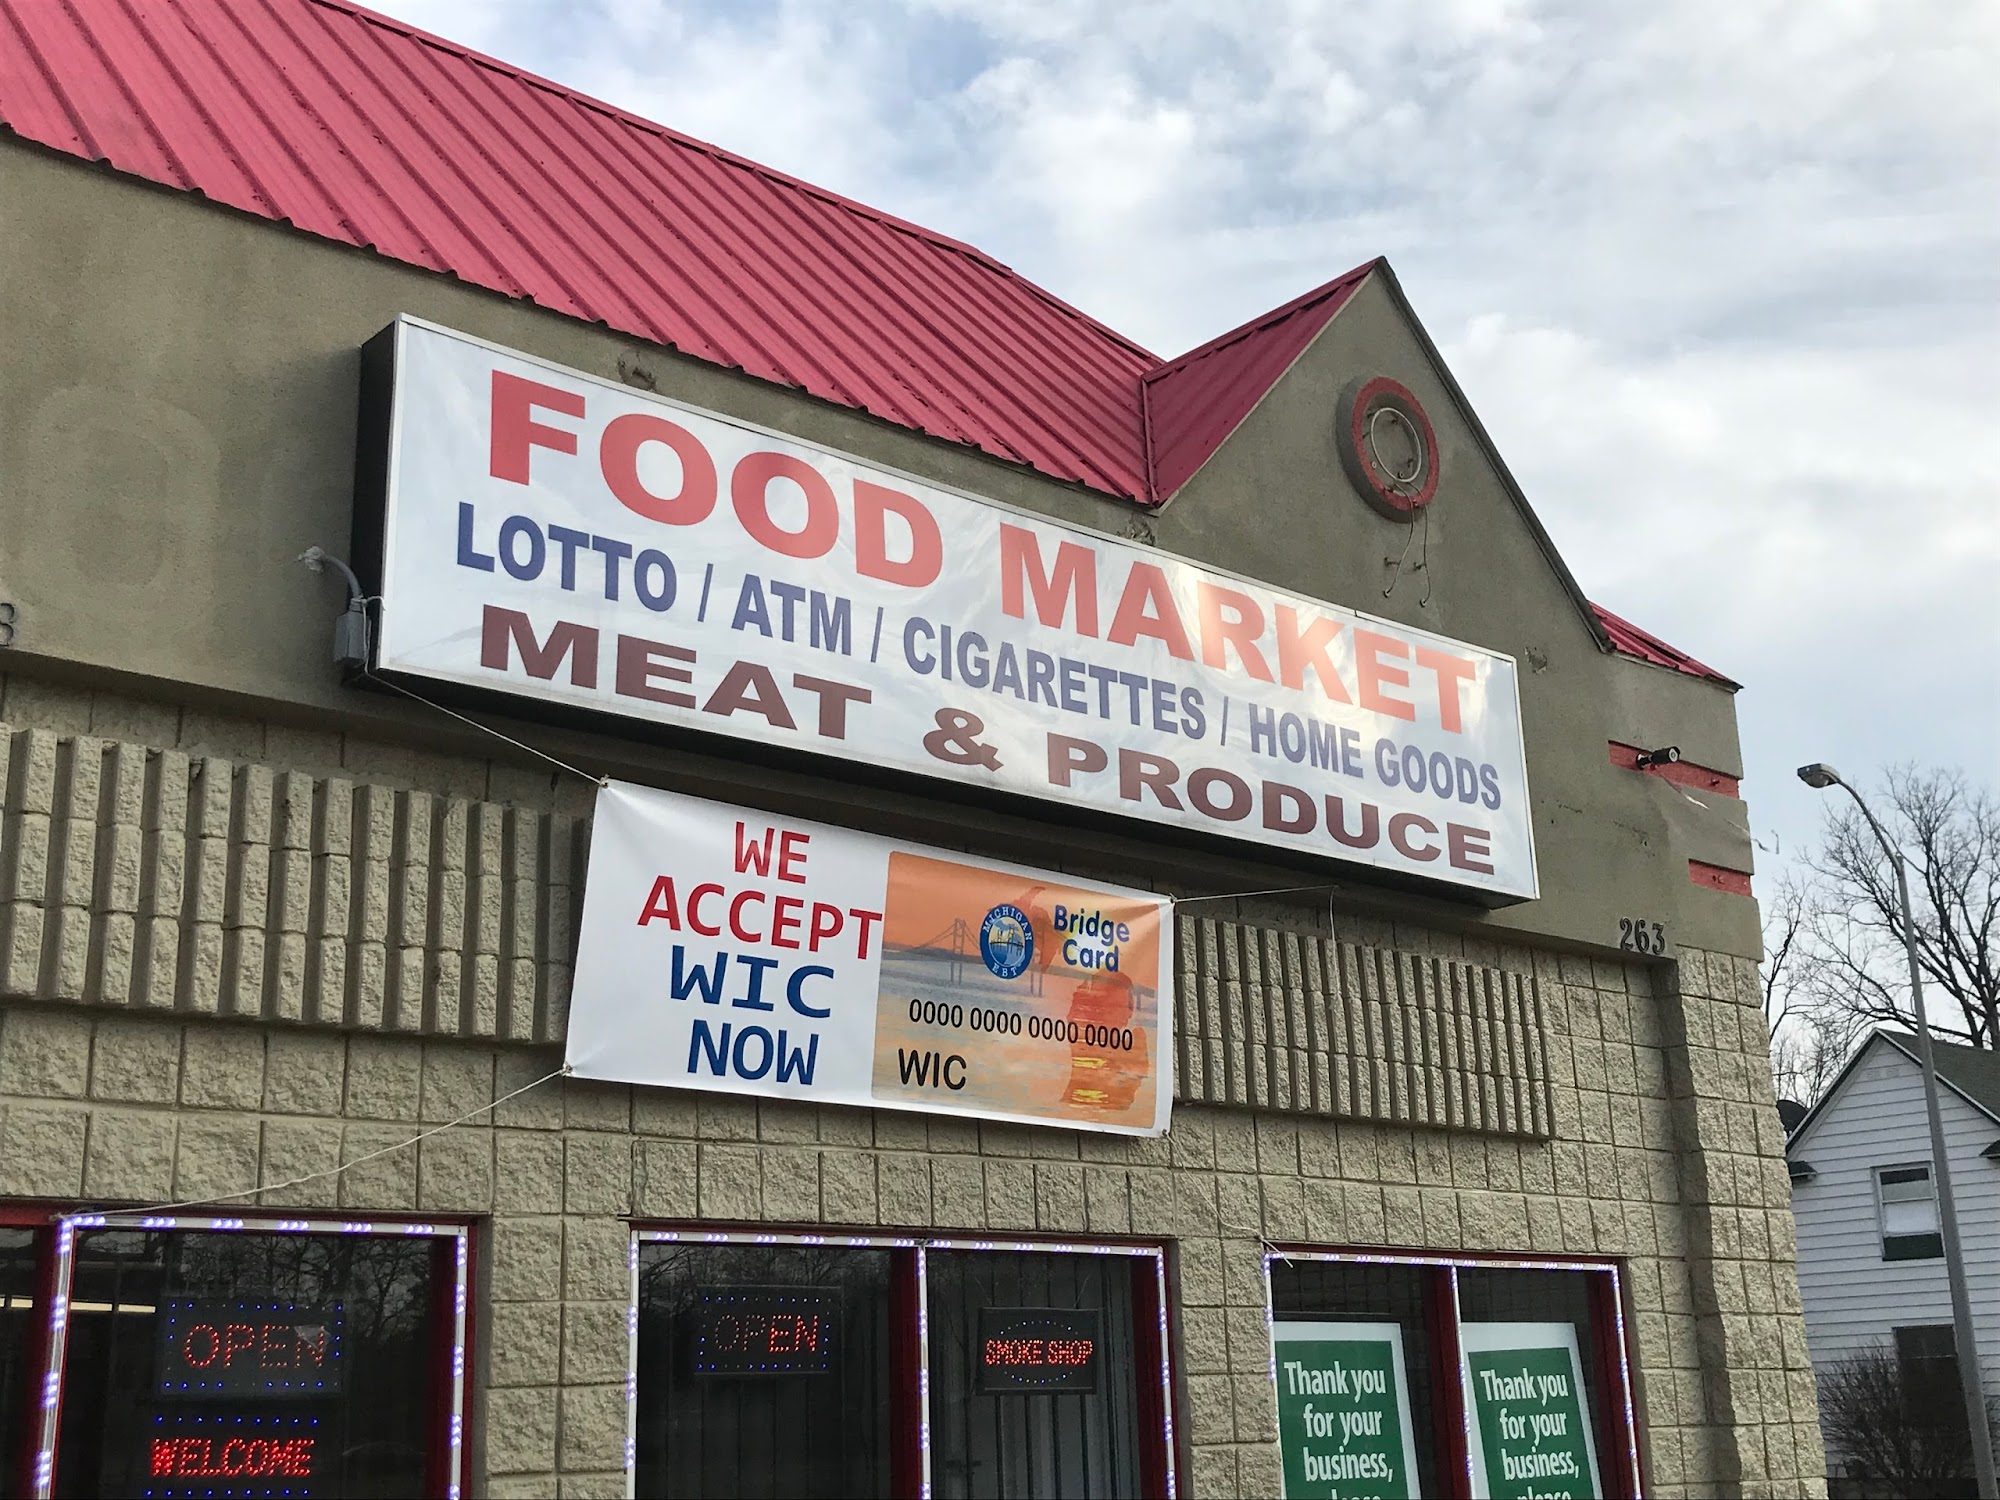 FOOD MARKET
LOTTO / ATM / CIGARETTES / HOME GOODS
MEAT & PRODUCE
WE
ACCEPT
WIC
NOW
MICHIGAN
EBT
Bridge
Card
0000 0000 0000 0000
WIC
263
OPEN
WELCOME
OPEN
SMOKE SHOP
Thank you
for your
business,
please
Thank you
for your
business,
please